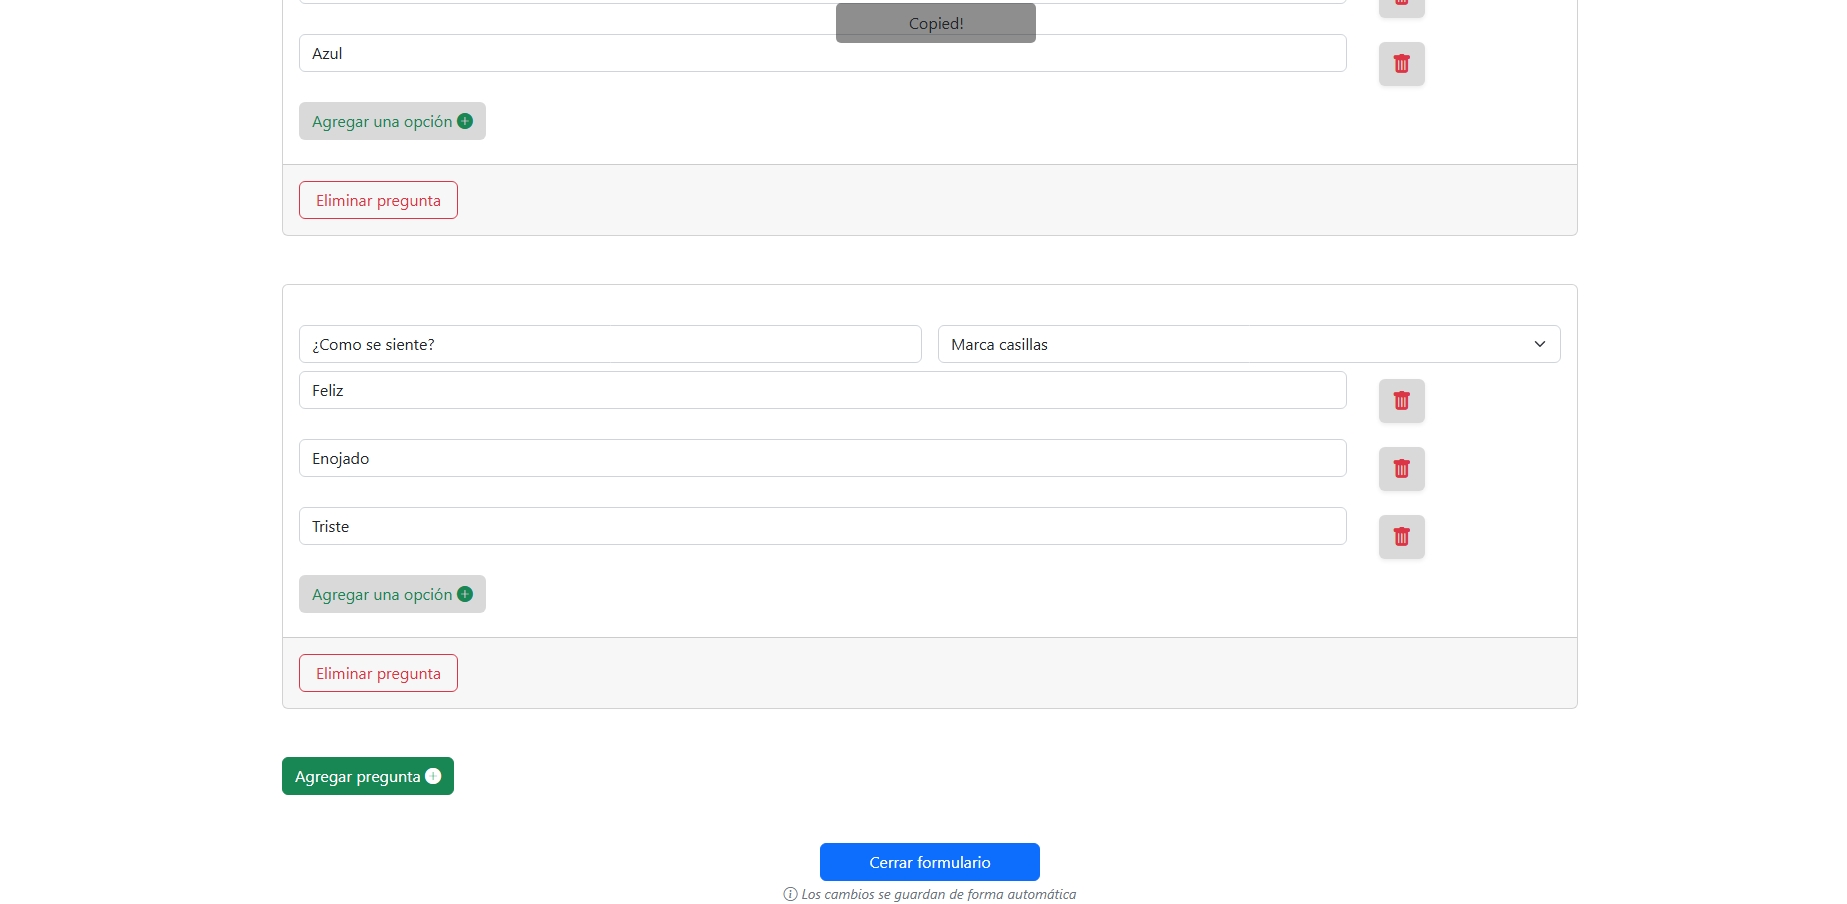 Copied!
Azul
Agregar una opción
Eliminar pregunta
¿Como se siente?
Marca casillas
Feliz
Enojado
Triste
Agregar una opción
Eliminar pregunta
Agregar pregunta
Cerrar formulario
Los cambios se guardan de forma automática